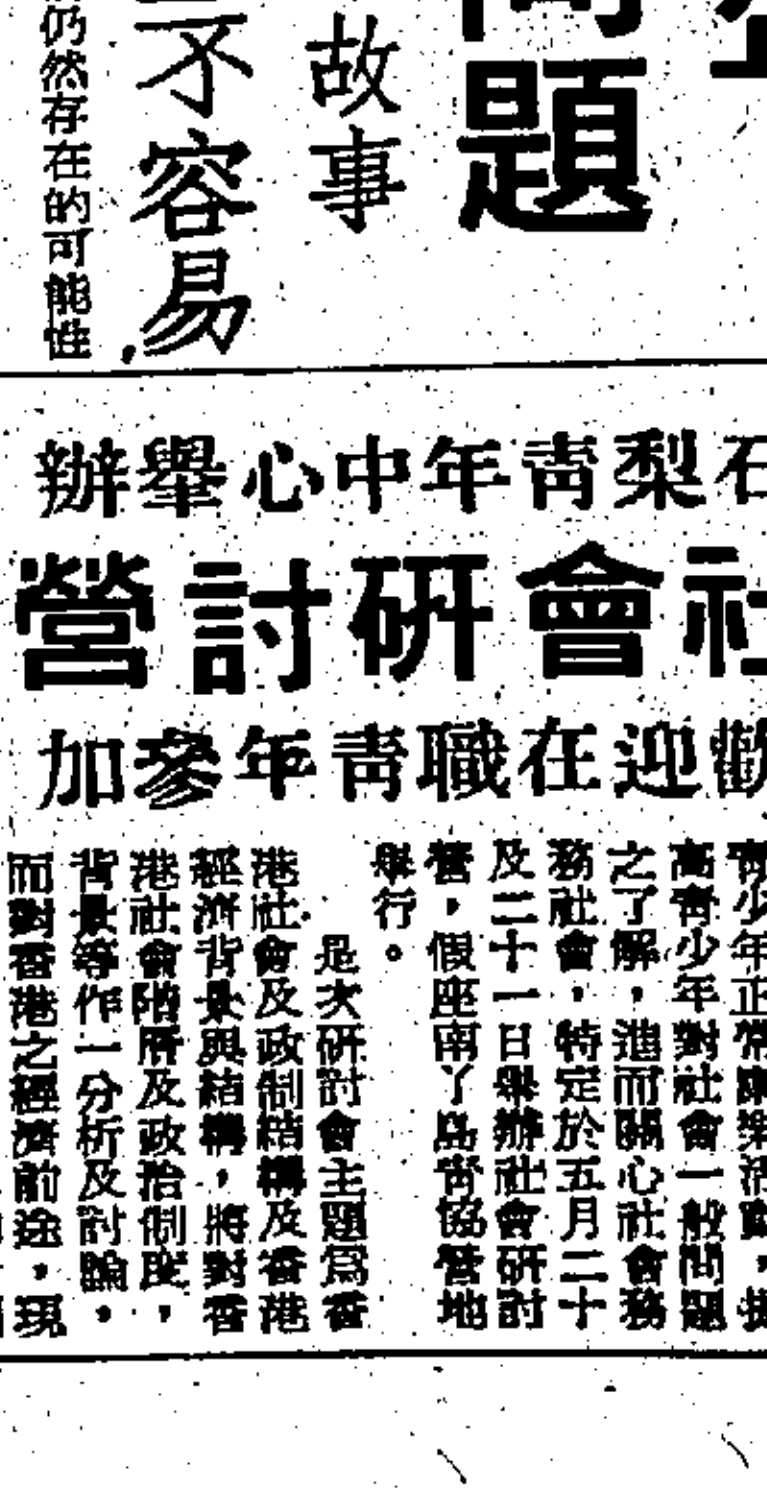 題
故事
不容易
仍然存在的可能性
石梨青年中心舉辦
社會研討營
歡迎在職青年參加
青少年正常康樂活動，提
高青少年對社會一般問題
之了解，進而關心社會務
務社會，特定於五月二十
及二十一日舉辦社會研討
營，假座南丫島青協營地
舉行。
是次研討會主題爲香
港社會及政制結構及香港
經濟背景與結構，將對香
港社會階層及政治制度，
背景等作一分析及討論，
而對香港之經濟前途，現